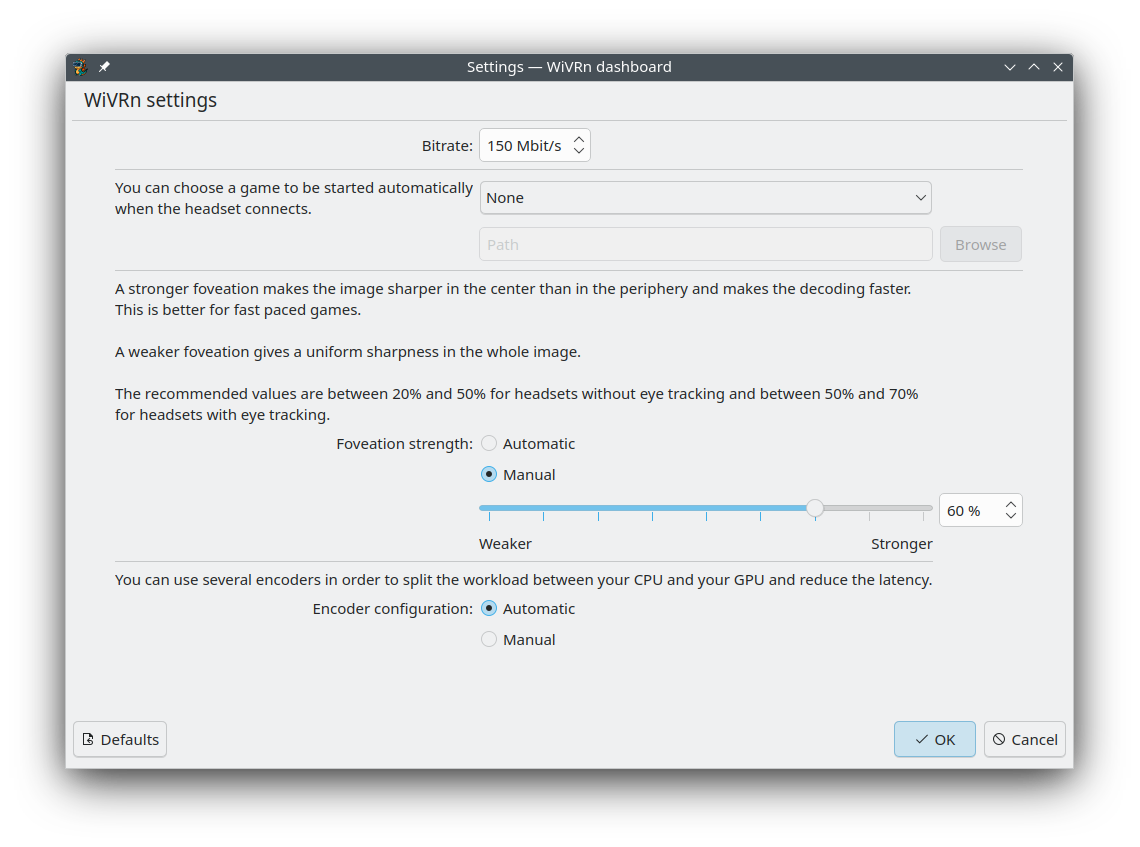 Settings — WiVRn dashboard
WiVRn settings
Bitrate: 150 Mbit/s
You can choose a game to be started automatically
when the headset connects.
None
Path
Browse
A stronger foveation makes the image sharper in the center than in the periphery and makes the decoding faster.
This is better for fast paced games.
A weaker foveation gives a uniform sharpness in the whole image.
The recommended values are between 20% and 50% for headsets without eye tracking and between 50% and 70%
for headsets with eye tracking.
Foveation strength: Automatic
Manual
60 %
Weaker Stronger
You can use several encoders in order to split the workload between your CPU and your GPU and reduce the latency.
Encoder configuration: Automatic
Manual
Defaults OK Cancel